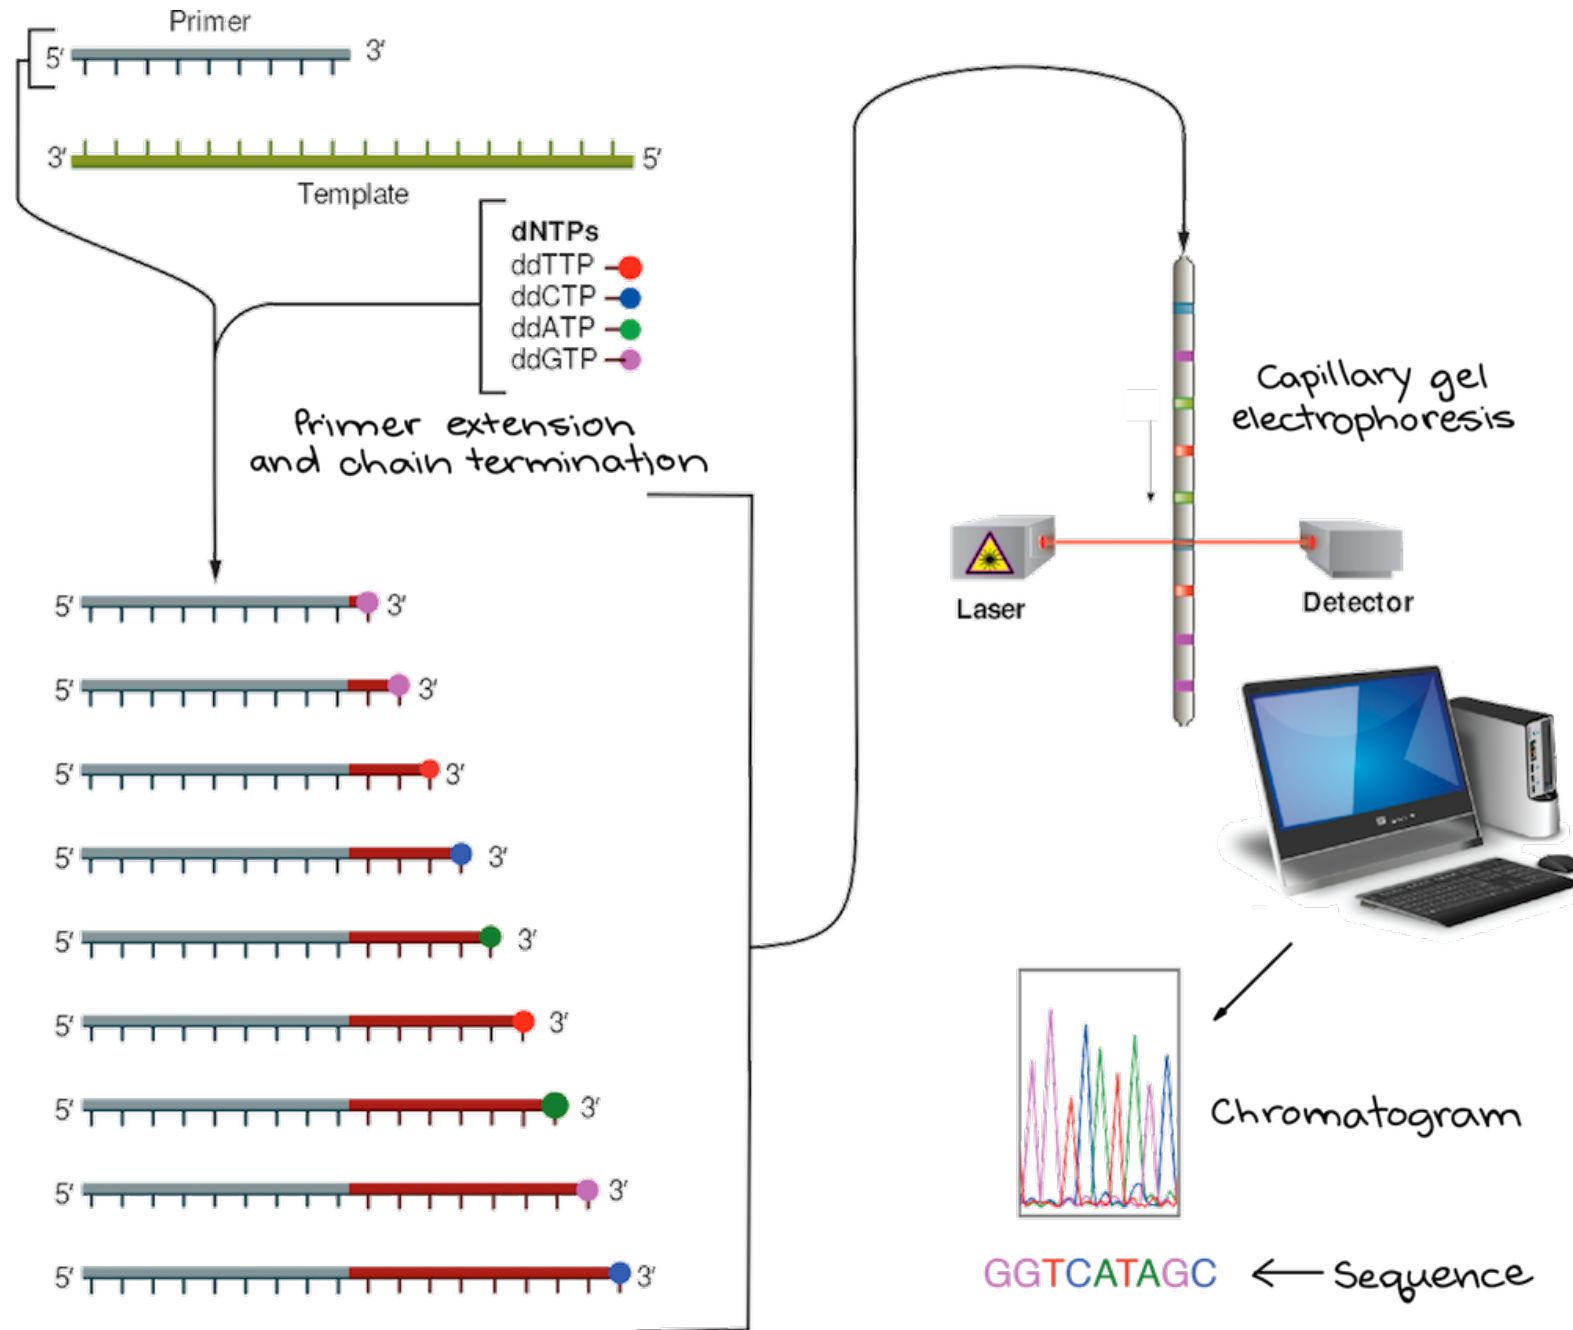 Primer
5′ 3′
3′ 5′
Template
dNTPs
ddTTP
ddCTP
ddATP
ddGTP
Primer extension
and chain termination
5′ 3′
5′ 3′
5′ 3′
5′ 3′
5′ 3′
5′ 3′
5′ 3′
5′ 3′
5′ 3′
Capillary gel
electrophoresis
Laser
Detector
Chromatogram
GGTCATAGC
Sequence